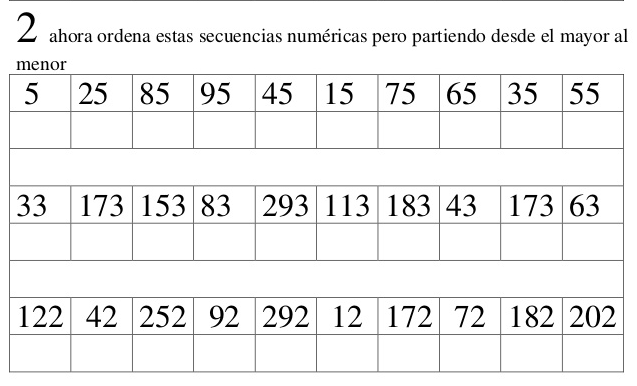 2 ahora ordena estas secuencias numéricas pero partiendo desde el mayor al
menor
5 25 85 95 45 15 75 65 35 55
33 173 153 83 293 113 183 43 173 63
122 42 252 92 292 12 172 72 182 202